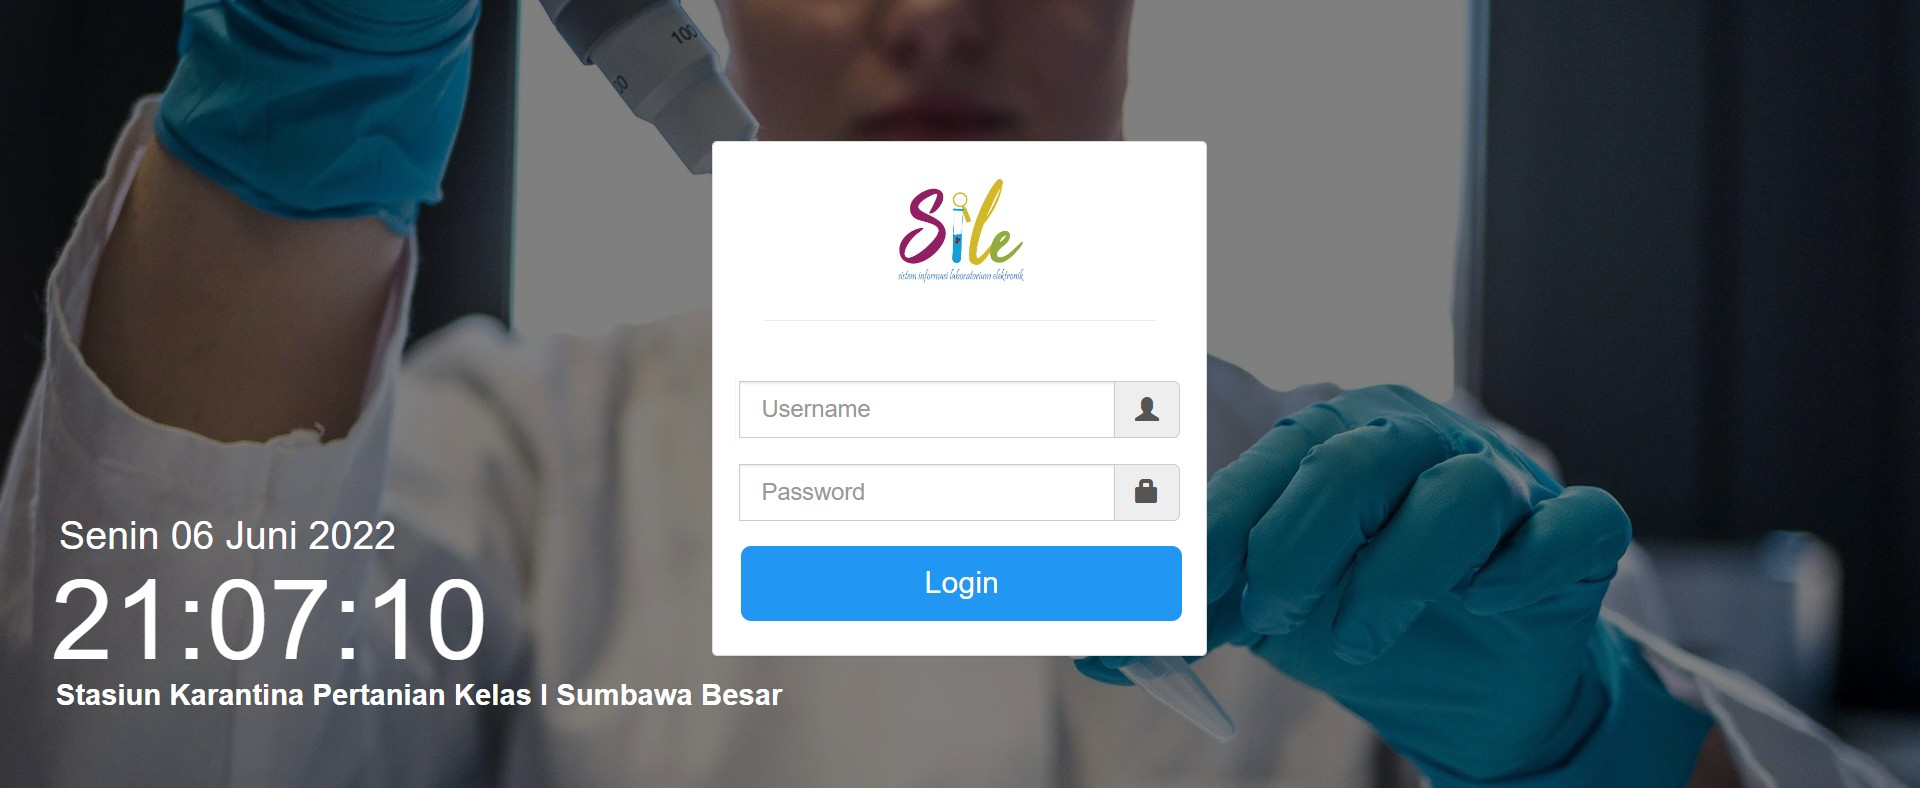 100
Sile
sistem informasi laboratorium elektronik
Username
Password
Login
Senin 06 Juni 2022
21:07:10
Stasiun Karantina Pertanian Kelas I Sumbawa Besar